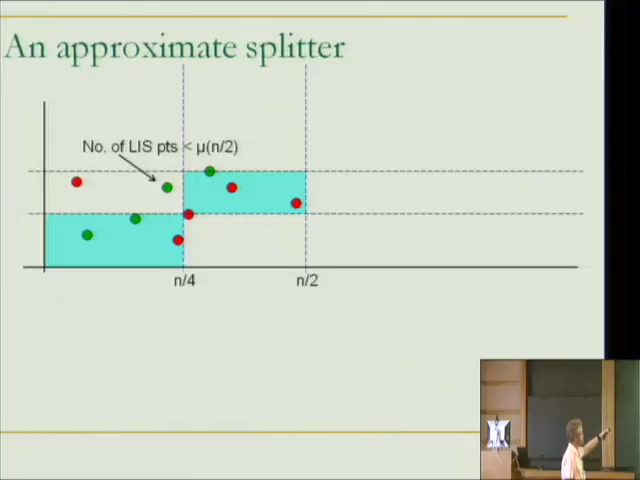 An approximate splitter
No. of LIS pts < μ(n/2)
n/4
n/2